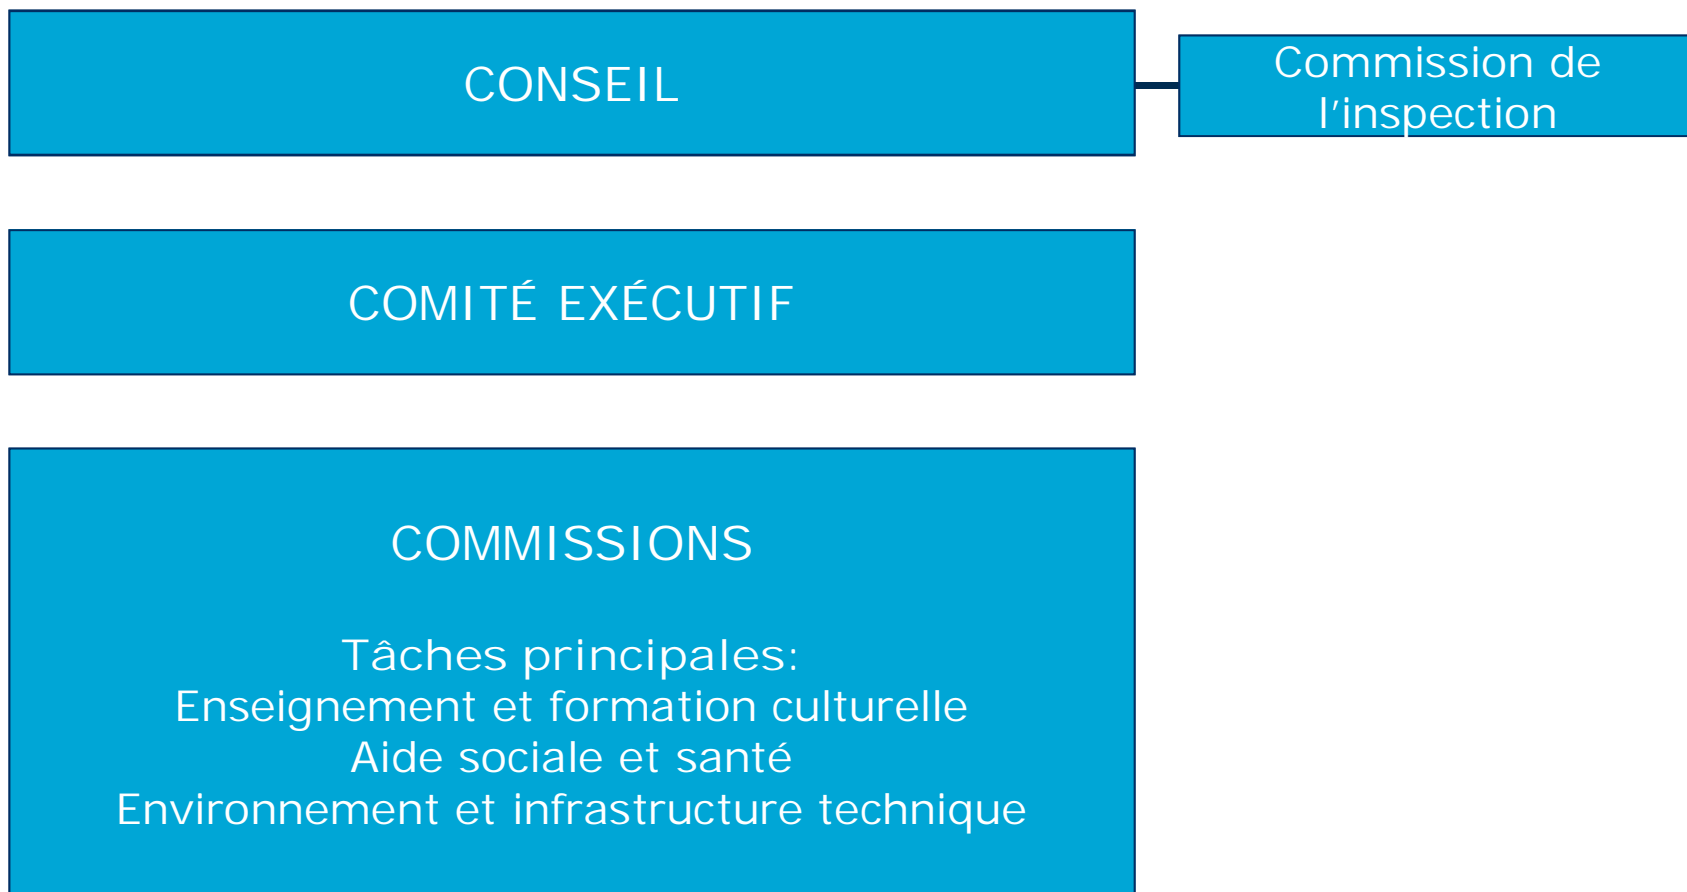 CONSEIL
Commission de
l'inspection
COMITÉ EXÉCUTIF
COMMISSIONS
Tâches principales:
Enseignement et formation culturelle
Aide sociale et santé
Environnement et infrastructure technique